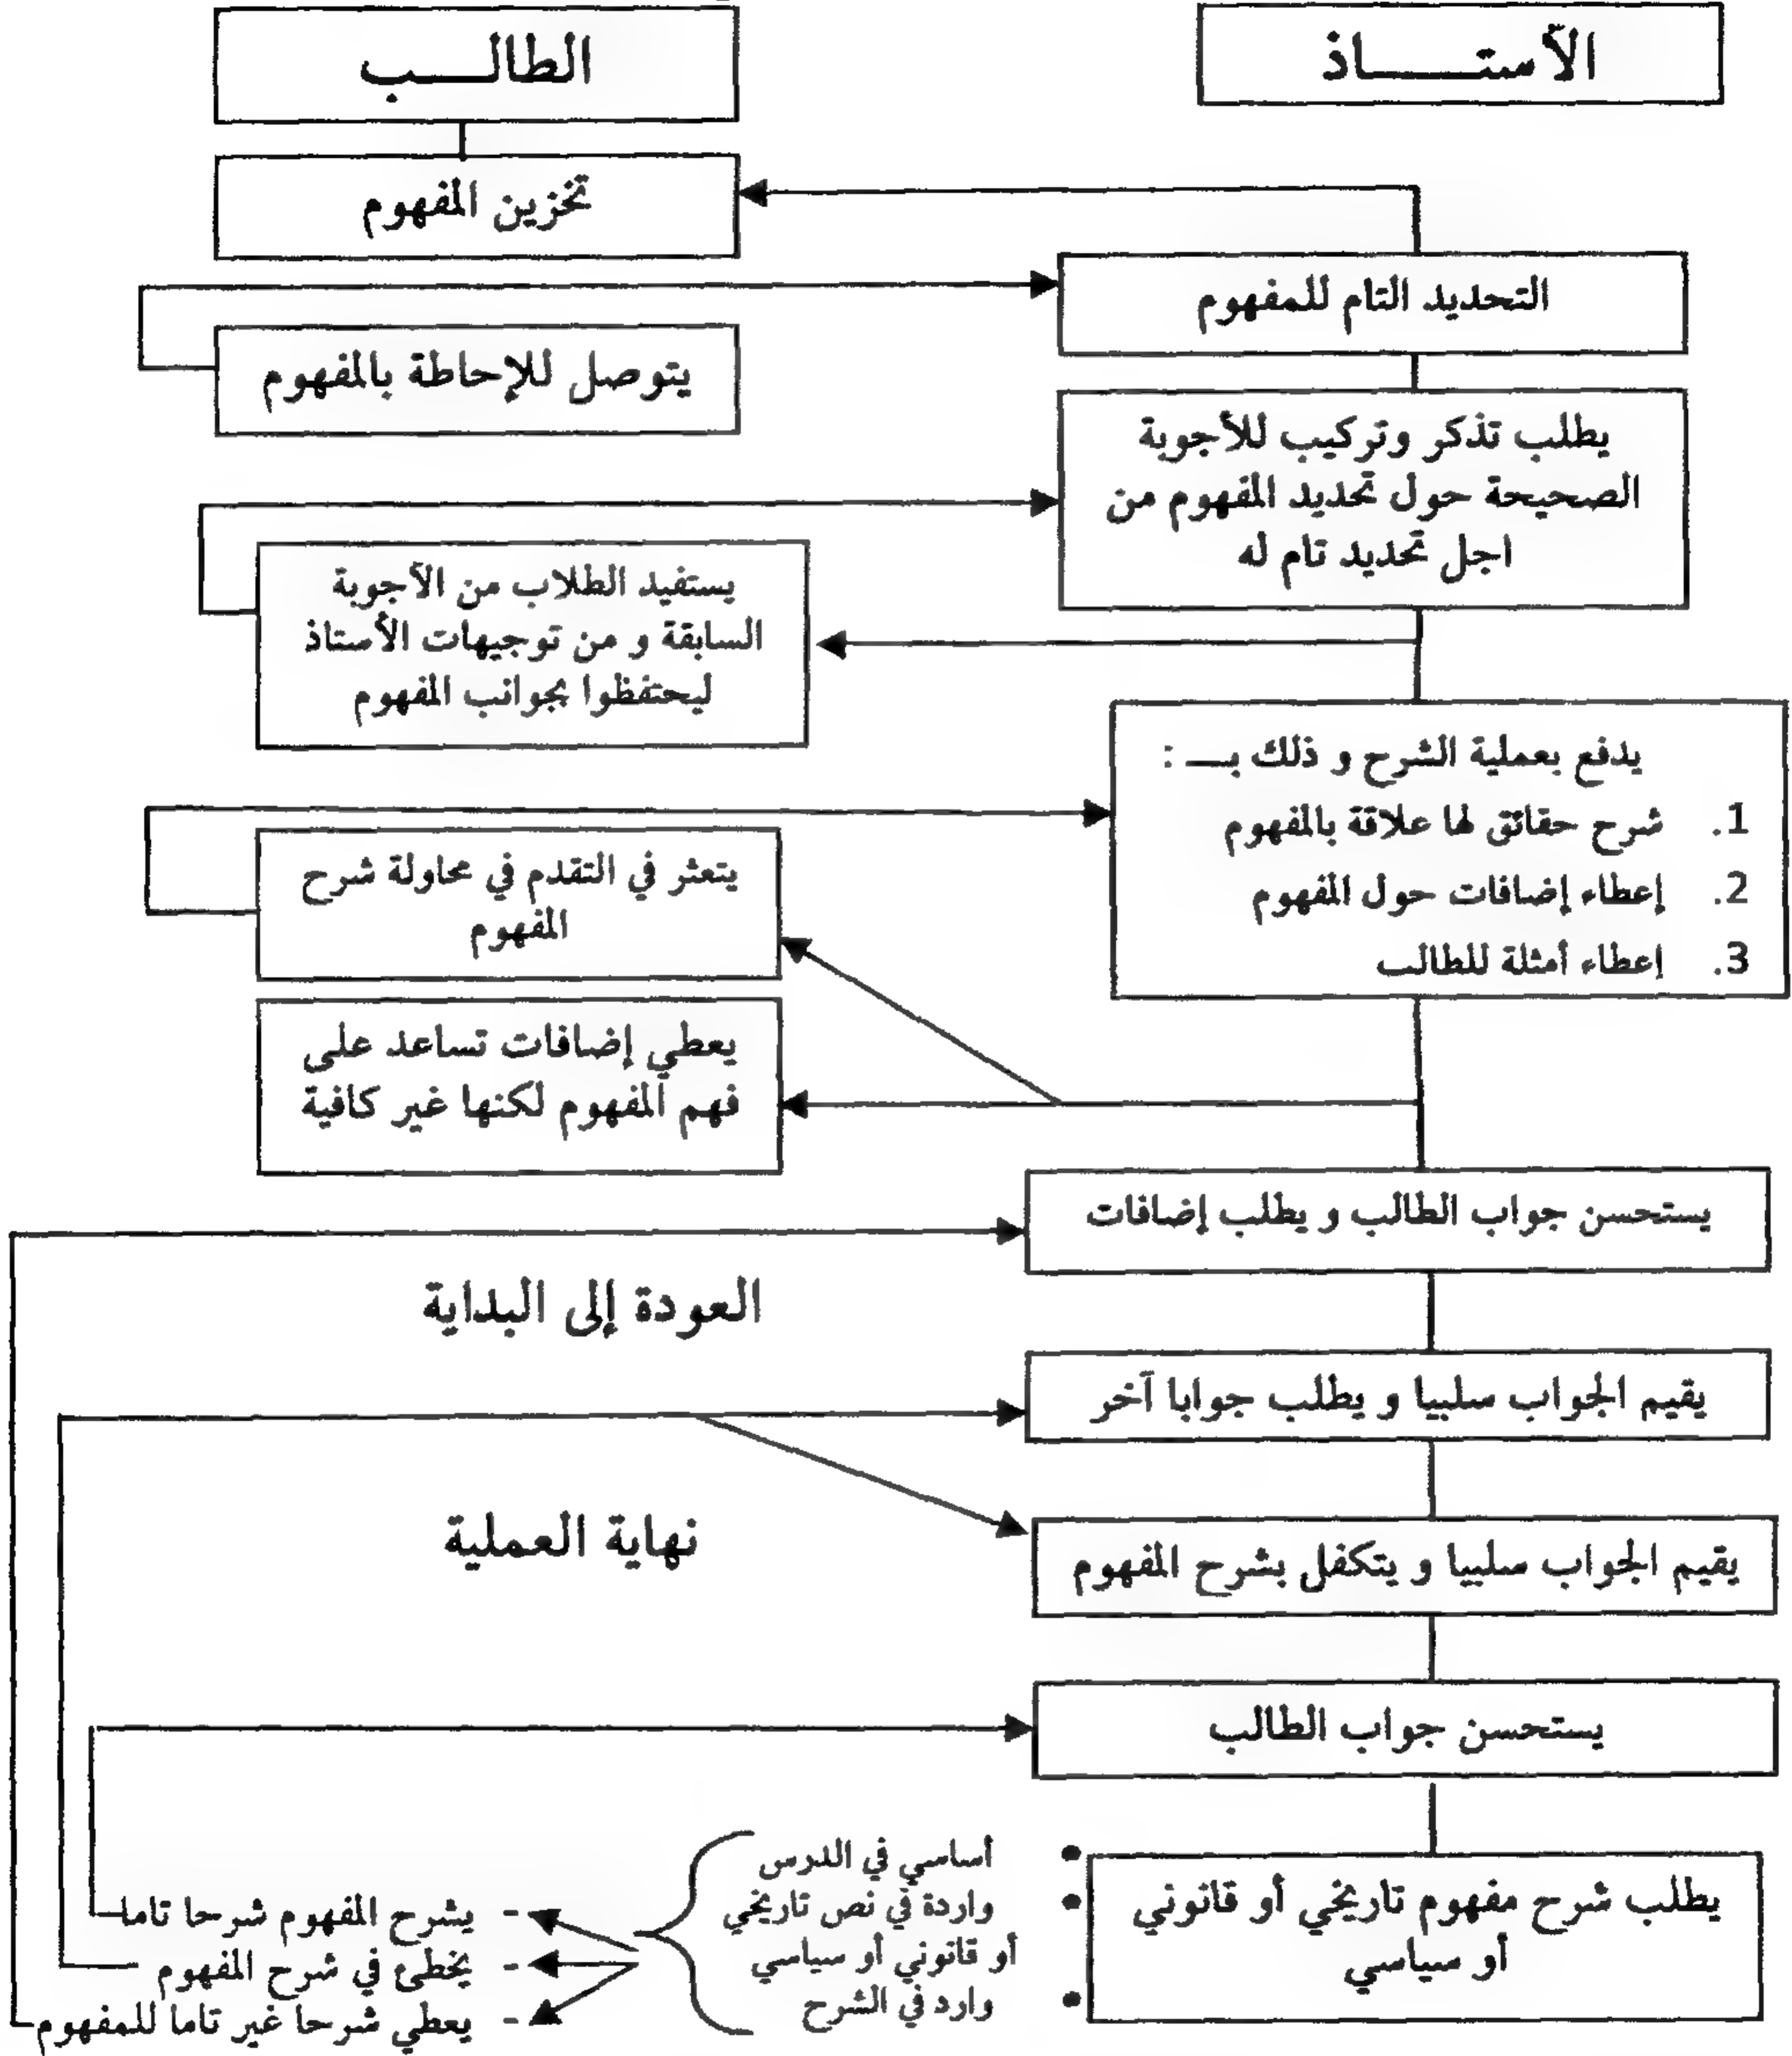 الأستـــــاذ
الطالـــب
تخزين المفهوم
التحديد التام للمفهوم
يتوصل للإحاطة بالمفهوم
يطلب تذكر وتركيب للأجوبة
الصحيحة حول تحديد المفهوم من
اجل تحديد تام له
يستفيد الطلاب من الأجوبة
السابقة و من توجيهات الأستاذ
ليحتفظوا بجوانب المفهوم
يدفع بعملية الشرح و ذلك بـــ :
1. شرح حقائق لها علاقة بالمفهوم
2. إعطاء إضافات حول المفهوم
3. إعطاء أمثلة للطالب
يتعثر في التقدم في محاولة شرح
المفهوم
يعطي إضافات تساعد على
فهم المفهوم لكنها غير كافية
يستحسن جواب الطالب و يطلب إضافات
العودة إلى البداية
يقيم الجواب سلبيا و يطلب جوابا آخر
نهاية العملية
يقيم الجواب سلبيا و يتكفل بشرح المفهوم
يستحسن جواب الطالب
يطلب شرح مفهوم تاريخي أو قانوني
أو سياسي
• أساسي في الدرس
• واردة في نص تاريخي
أو قانوني أو سياسي
• وارد في الشرح
- يشرح المفهوم شرحا تاما
- يخطئ في شرح المفهوم
- يعطي شرحا غير تاما للمفهوم